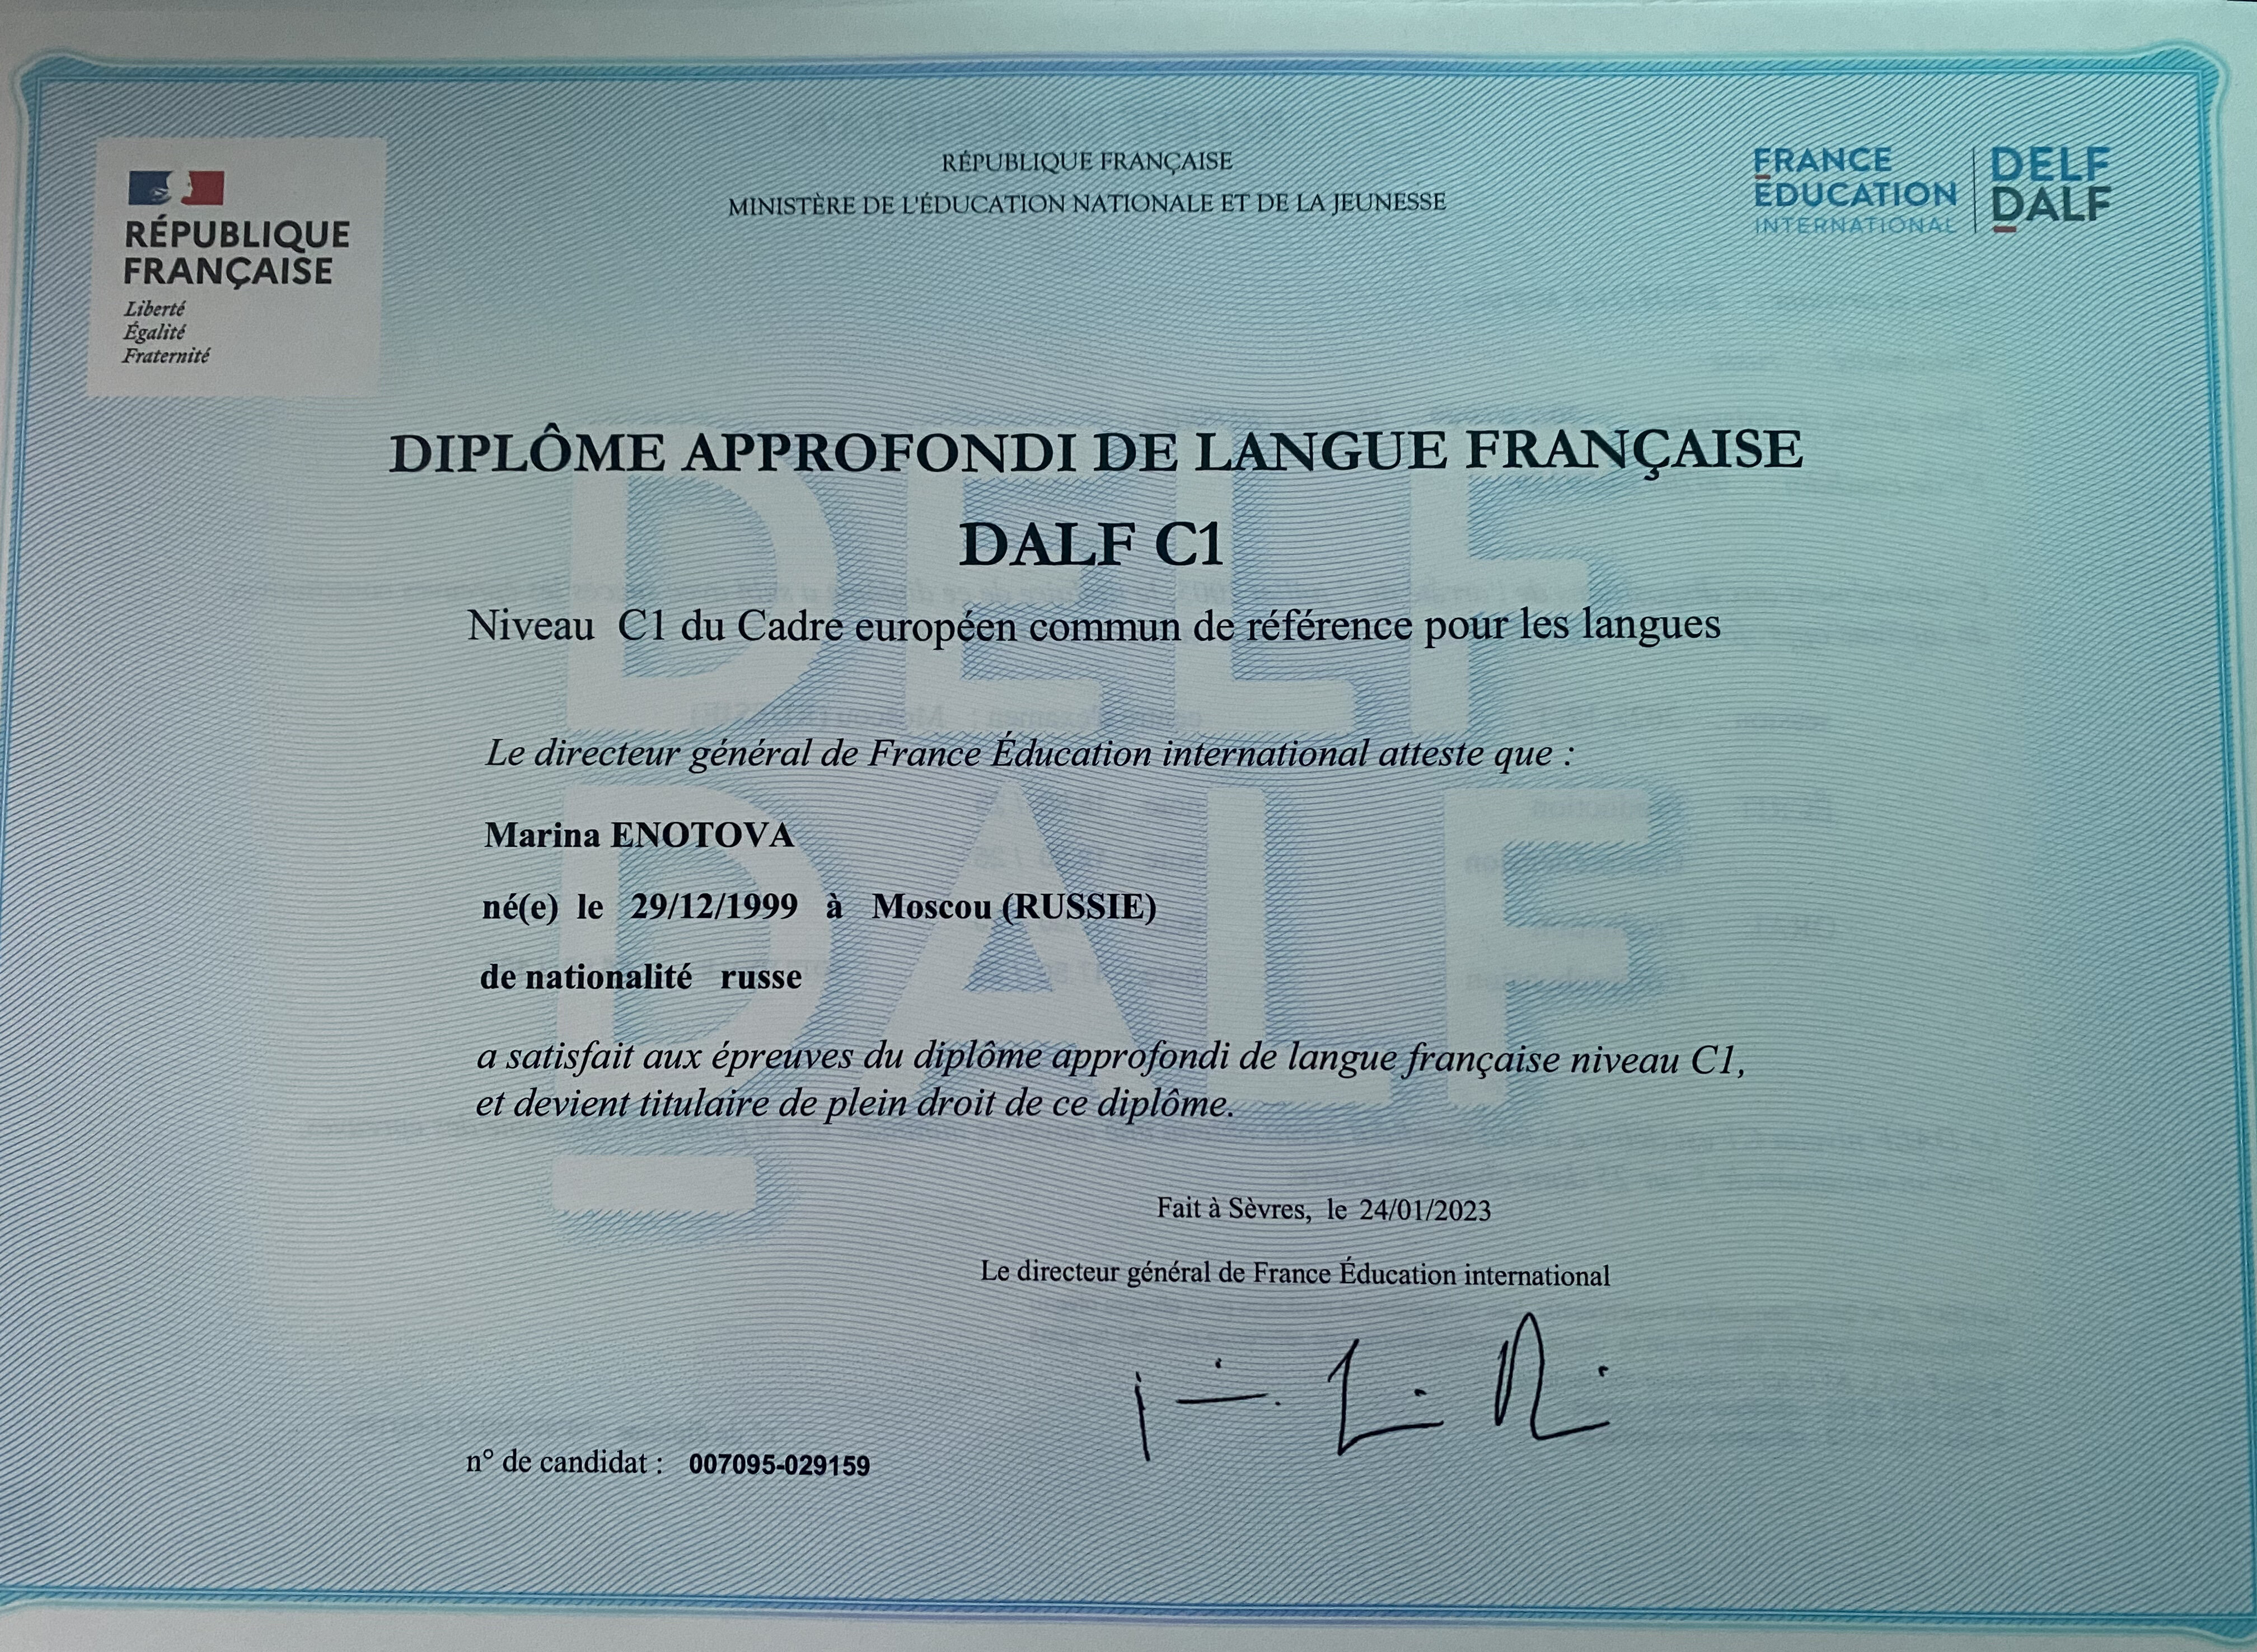 RÉPUBLIQUE
FRANÇAISE
Liberté
Égalité
Fraternité
RÉPUBLIQUE FRANÇAISE
MINISTÈRE DE L'ÉDUCATION NATIONALE ET DE LA JEUNESSE
FRANCE
ÉDUCATION
INTERNATIONAL
DELF
DALF
DIPLÔME APPROFONDI DE LANGUE FRANÇAISE
DALF C1
Niveau C1 du Cadre européen commun de référence pour les langues
Le directeur général de France Éducation international atteste que :
Marina ENOTOVA
né(e) le 29/12/1999 à Moscou (RUSSIE)
de nationalité russe
a satisfait aux épreuves du diplôme approfondi de langue française niveau C1,
et devient titulaire de plein droit de ce diplôme.
Fait à Sèvres, le 24/01/2023
Le directeur général de France Éducation international
n° de candidat : 007095-029159
DELF
DALF